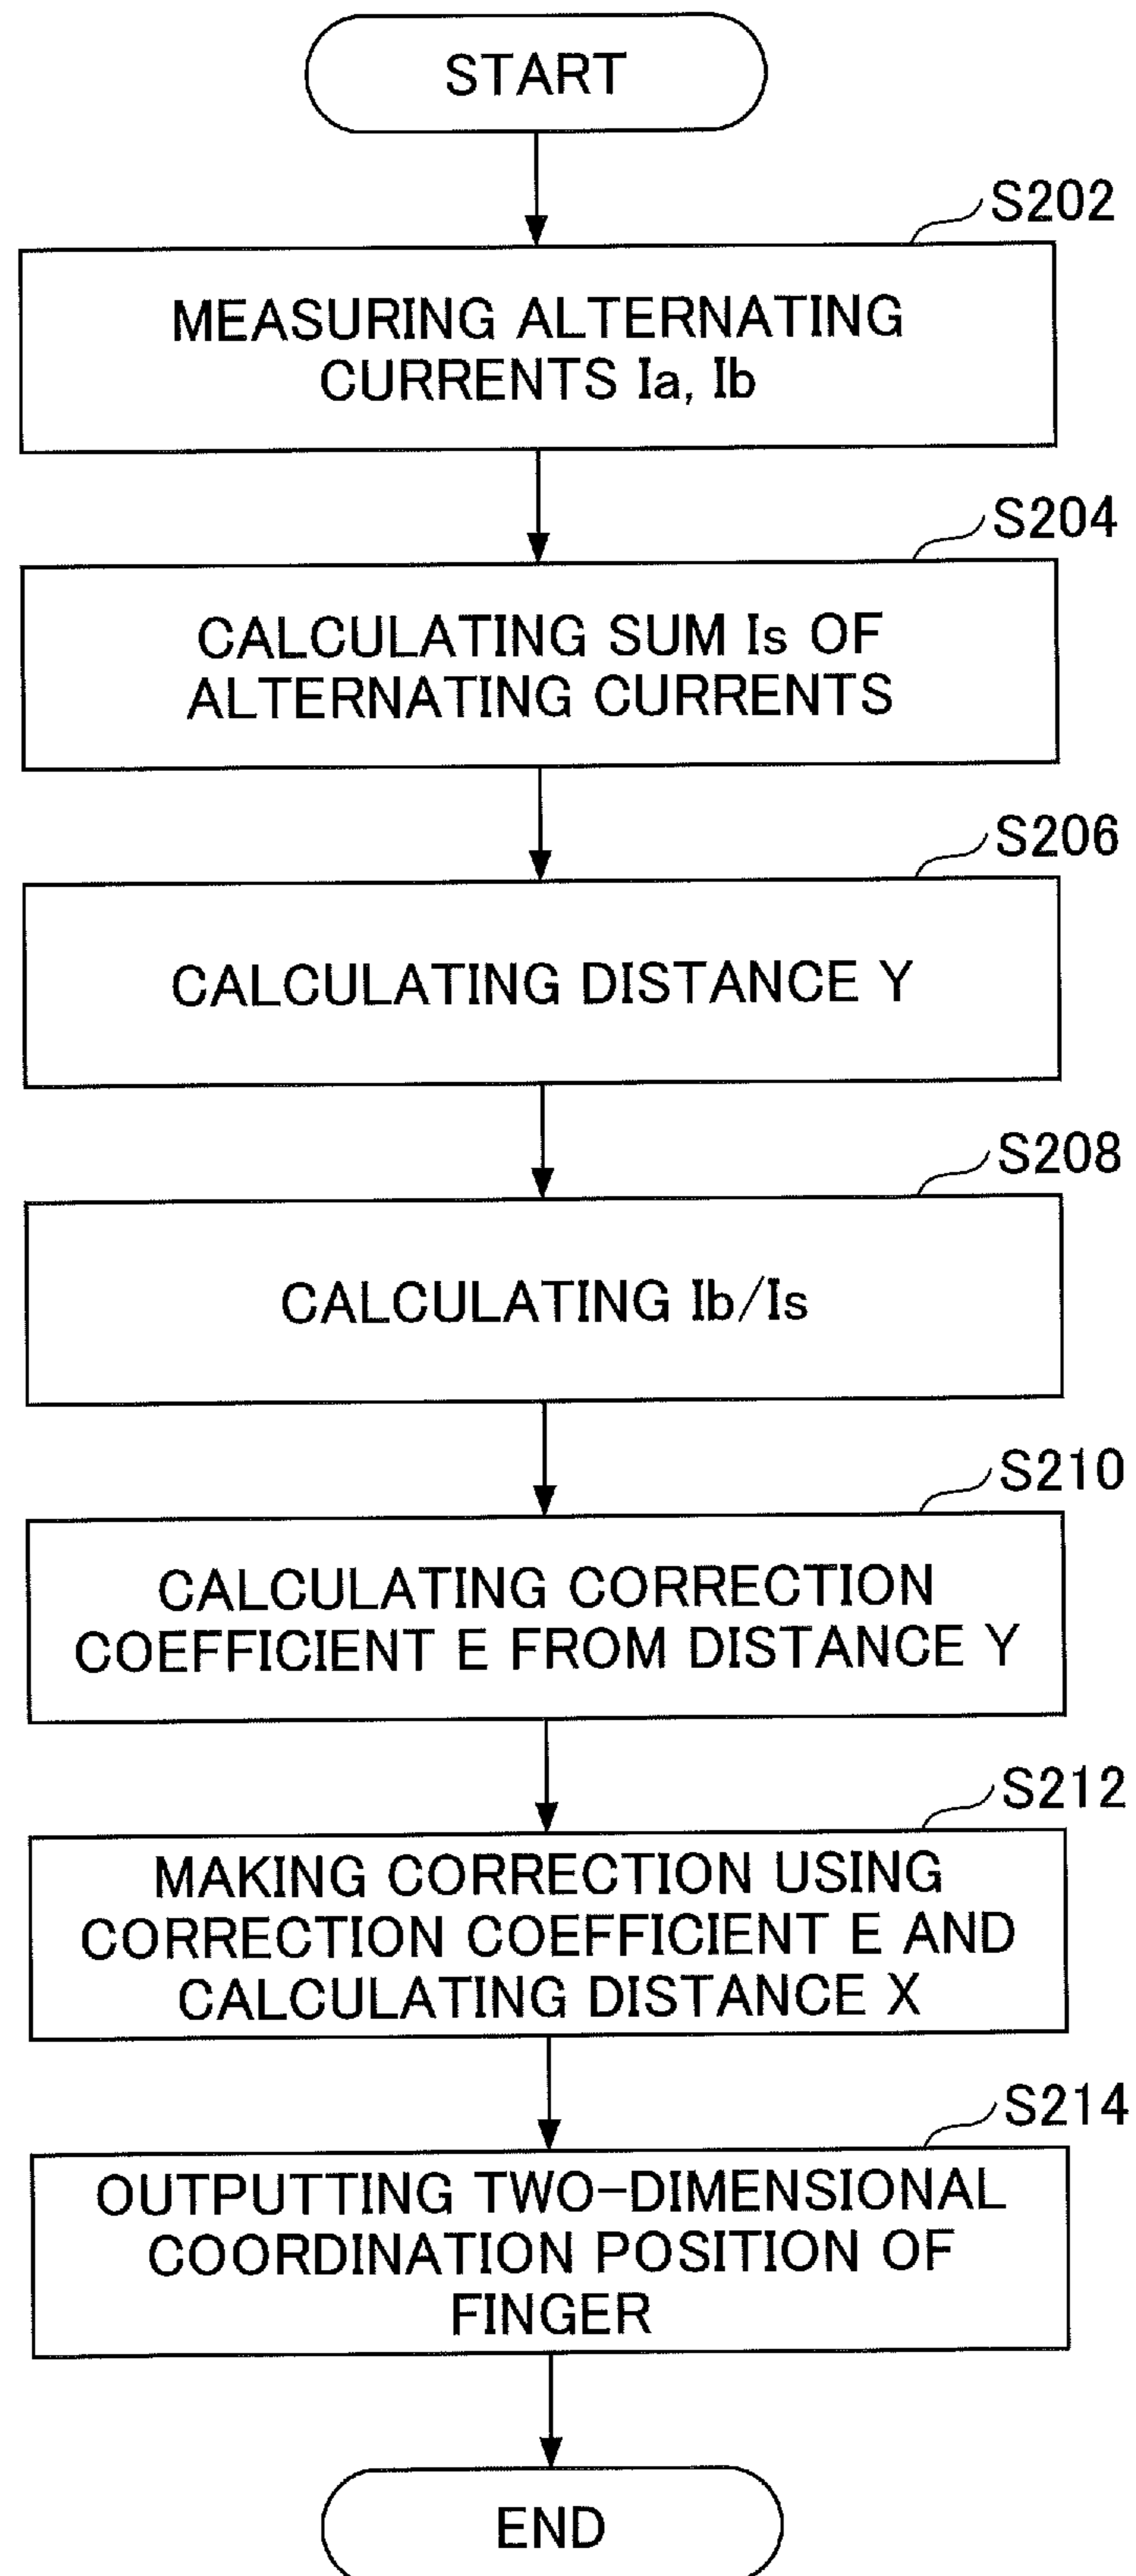 START
S202
MEASURING ALTERNATING
CURRENTS Ia, Ib
S204
CALCULATING SUM Is OF
ALTERNATING CURRENTS
S206
CALCULATING DISTANCE Y
S208
CALCULATING Ib/Is
S210
CALCULATING CORRECTION
COEFFICIENT E FROM DISTANCE Y
S212
MAKING CORRECTION USING
CORRECTION COEFFICIENT E AND
CALCULATING DISTANCE X
S214
OUTPUTTING TWO-DIMENSIONAL
COORDINATION POSITION OF
FINGER
END